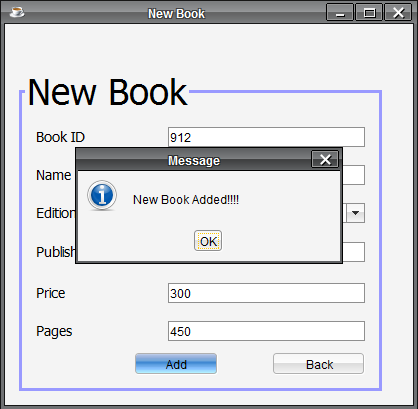 New Book
New Book
Book ID 912
Message
Name
New Book Added!!!!
Edition
OK
Publish
Price 300
Pages 450
Add Back